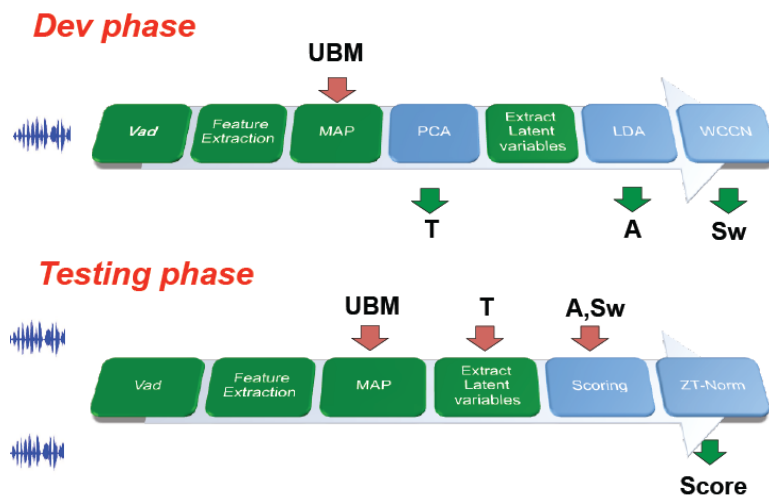 Dev phase
UBM
Vad
Feature
Extraction
MAP
PCA
Extract
Latent
variables
LDA
WCCN
T
A
Sw
Testing phase
UBM
T
A,Sw
Vad
Feature
Extraction
MAP
Extract
Latent
variables
Scoring
ZT-Norm
Score